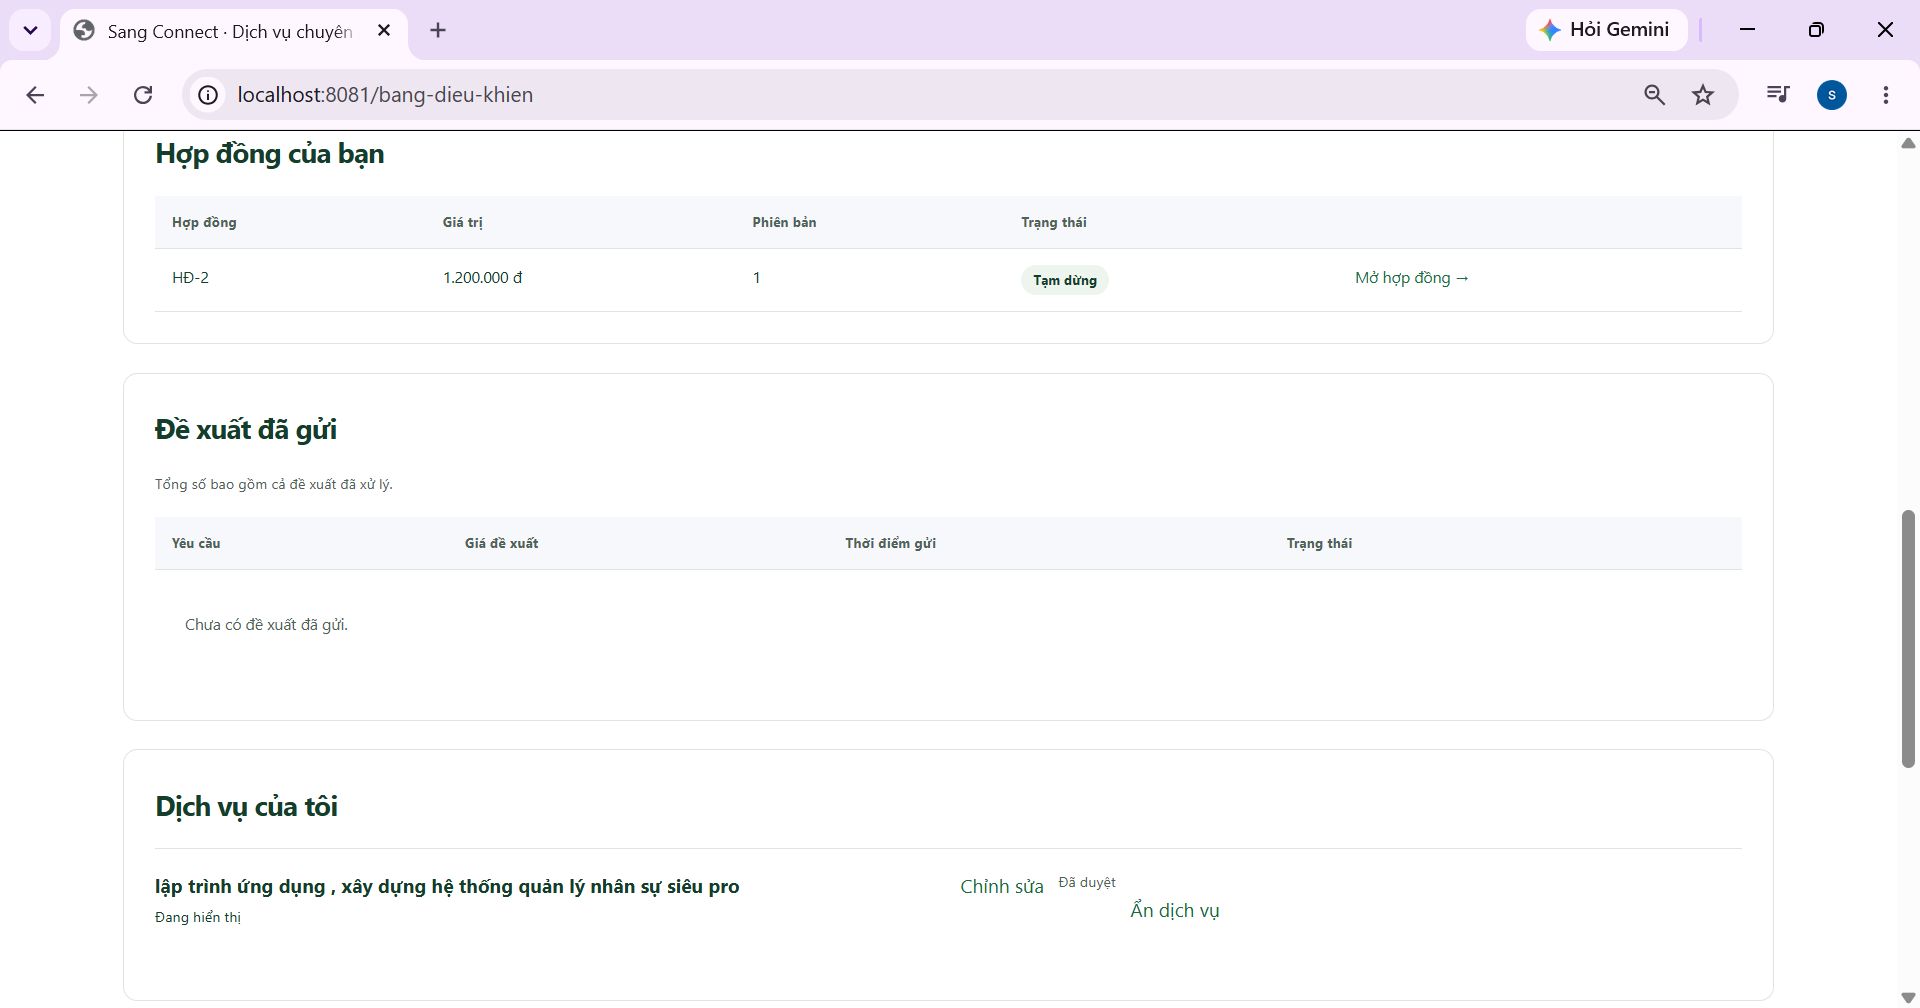 Sang Connect · Dịch vụ chuyên
Hỏi Gemini
localhost:8081/bang-dieu-khien
S
Hợp đồng của bạn
Hợp đồng Giá trị Phiên bản Trạng thái
HĐ-2 1.200.000 đ 1 Tạm dừng Mở hợp đồng →
Đề xuất đã gửi
Tổng số bao gồm cả đề xuất đã xử lý.
Yêu cầu Giá đề xuất Thời điểm gửi Trạng thái
Chưa có đề xuất đã gửi.
Dịch vụ của tôi
lập trình ứng dụng , xây dựng hệ thống quản lý nhân sự siêu pro Chỉnh sửa Đã duyệt
Đang hiển thị Ẩn dịch vụ